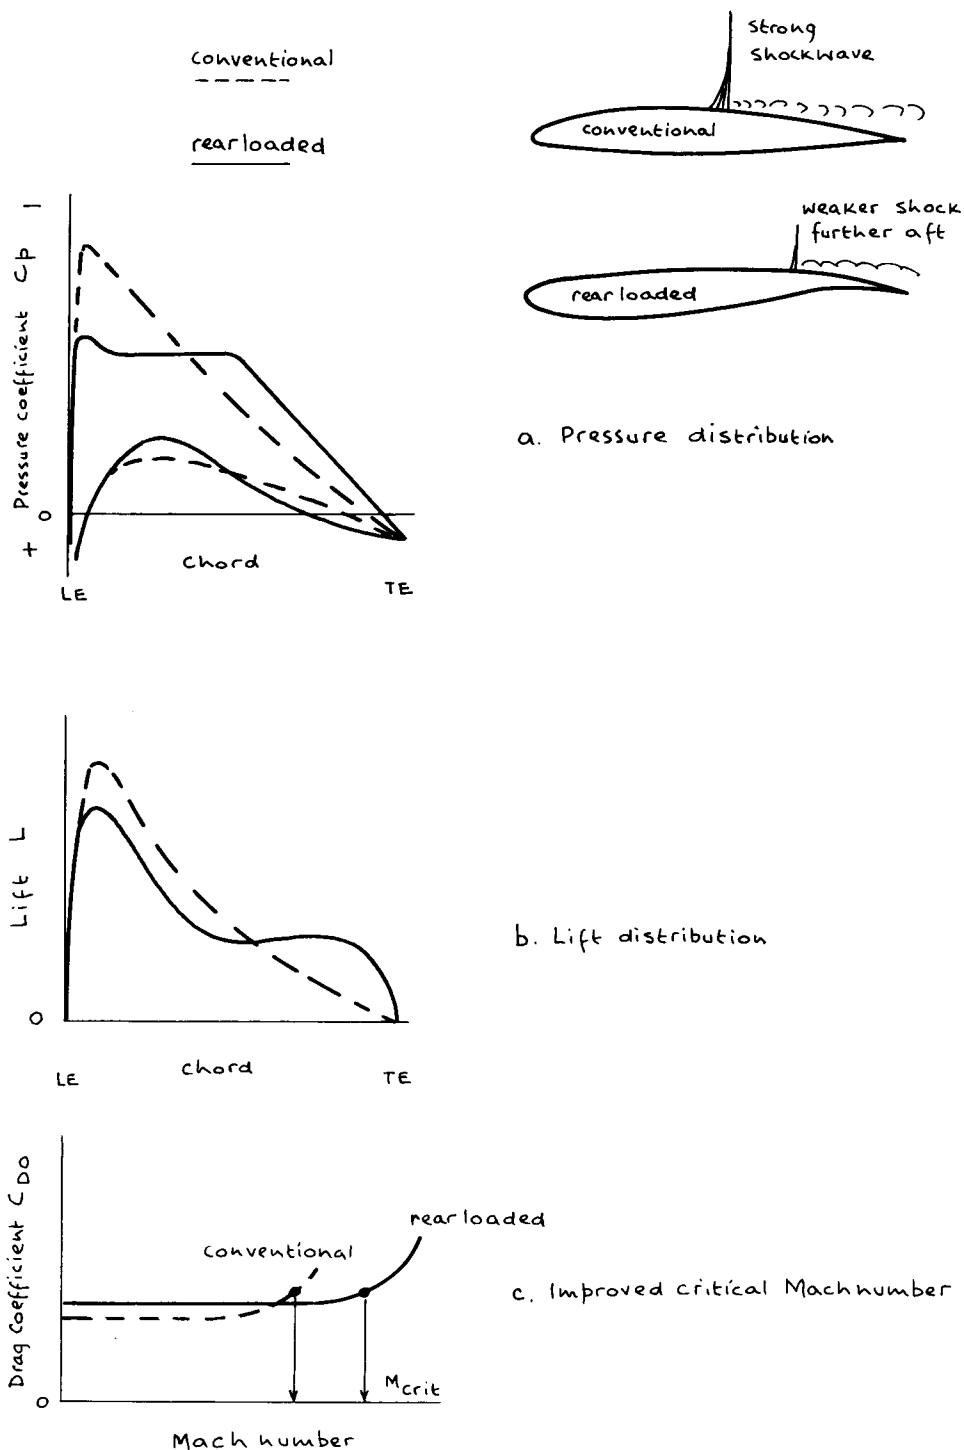 conventional
rearloaded
strong
shockwave
conventional
weaker shock
further aft
rearloaded
Pressure coefficient Cp
|
0
+
chord
LE
TE
a. Pressure distribution
Lift L
0
chord
LE
TE
b. Lift distribution
Drag coefficient CDO
0
conventional
rearloaded
Mcrit
Mach number
c. Improved critical Machnumber